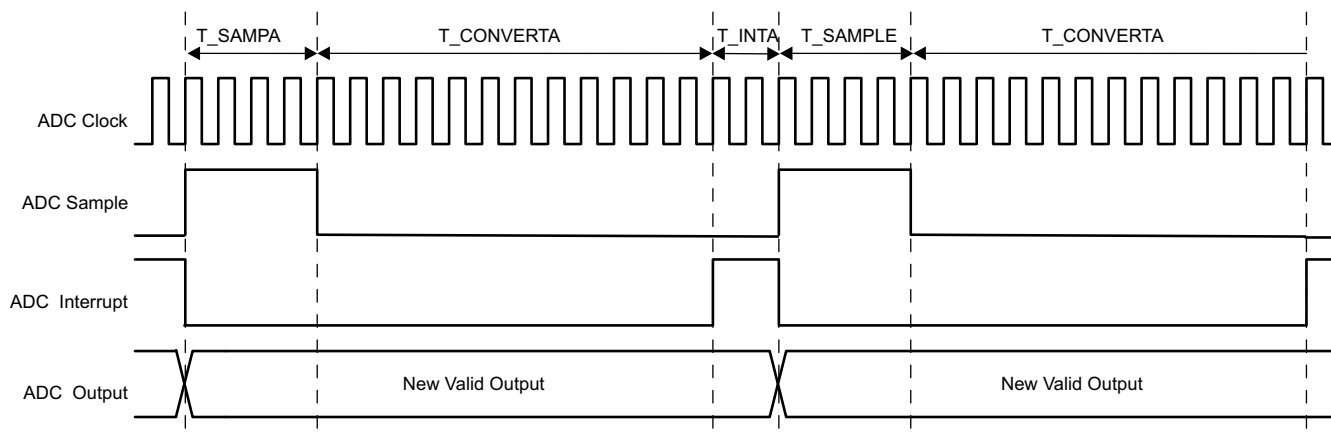 T_SAMPA T_CONVERTA T_INTA T_SAMPLE T_CONVERTA
ADC Clock
ADC Sample
ADC Interrupt
ADC Output New Valid Output New Valid Output